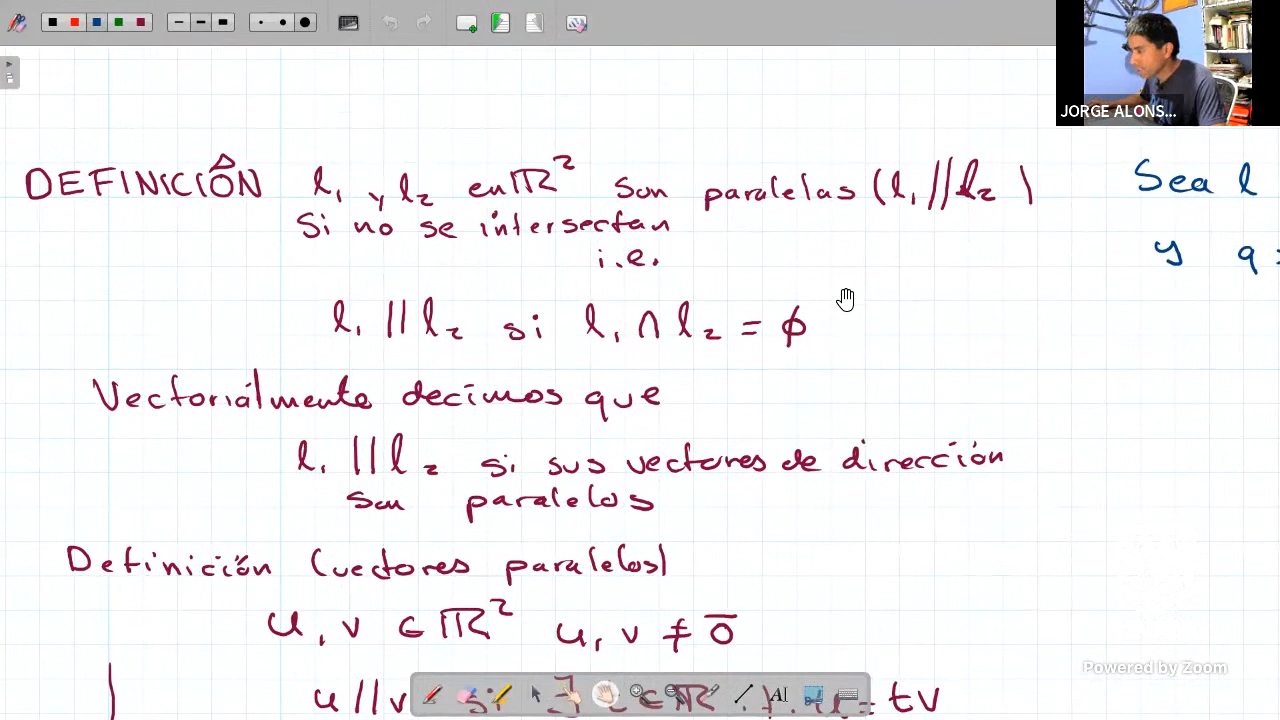 JORGE ALONS...
DEFINICIÓN l₁ y l₂ en ℝ² son paralelas (l₁ // l₂)
Si no se intersectan
i.e.
l₁ // l₂ si l₁ ∩ l₂ = ϕ
Vectorialmente decimos que
l₁ // l₂ si sus vectores de dirección
son paralelos
Definición (vectores paralelos)
u, v ∈ ℝ² u, v ≠ 0̅
u // v si ∃ ∈ ℝ = tv
Sea l
y q
Powered by Zoom